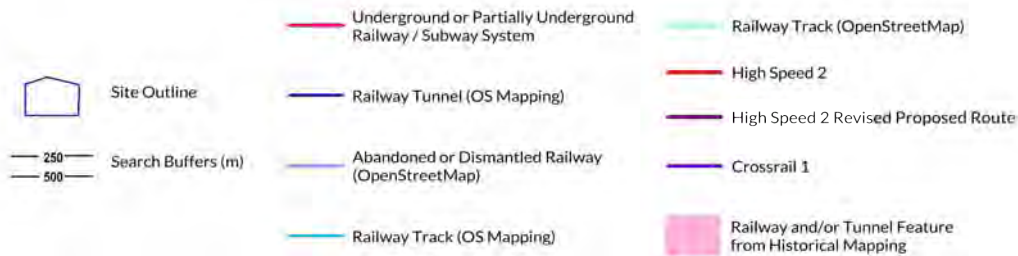 Site Outline
250
500
Search Buffers (m)
Underground or Partially Underground
Railway / Subway System
Railway Tunnel (OS Mapping)
Abandoned or Dismantled Railway
(OpenStreetMap)
Railway Track (OS Mapping)
Railway Track (OpenStreetMap)
High Speed 2
High Speed 2 Revised Proposed Route
Crossrail 1
Railway and/or Tunnel Feature
from Historical Mapping